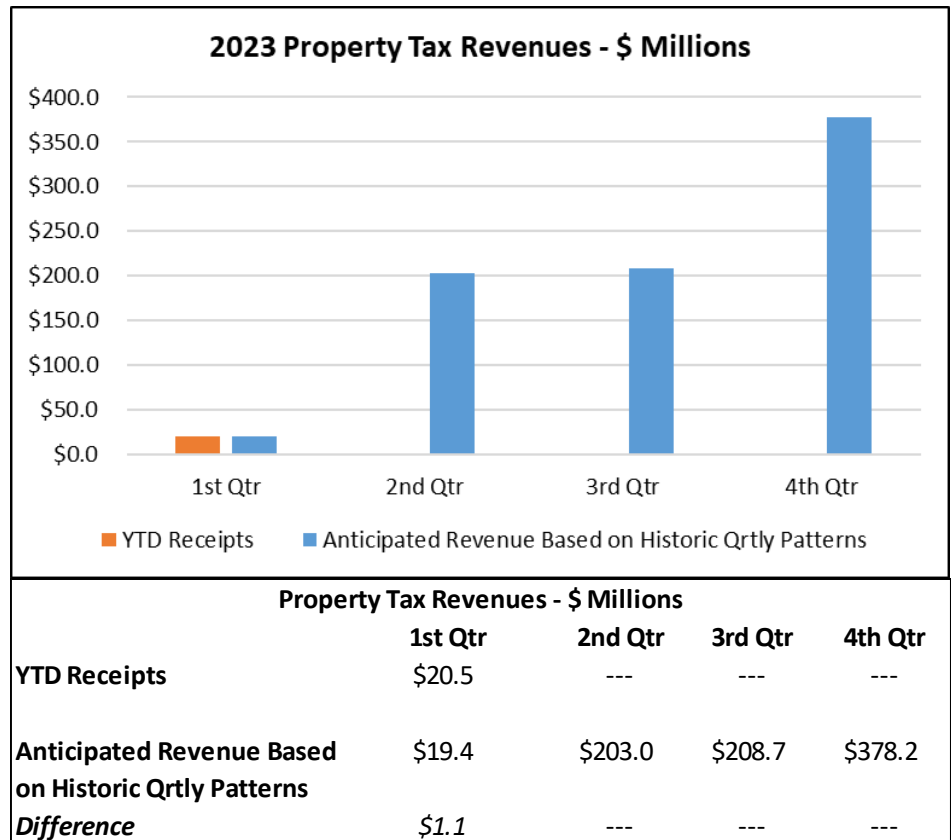 2023 Property Tax Revenues - $ Millions
$400.0
$350.0
$300.0
$250.0
$200.0
$150.0
$100.0
$50.0
$0.0
1st Qtr 2nd Qtr 3rd Qtr 4th Qtr
YTD Receipts Anticipated Revenue Based on Historic Qrtly Patterns
Property Tax Revenues - $ Millions
1st Qtr 2nd Qtr 3rd Qtr 4th Qtr
YTD Receipts $20.5 --- --- ---
Anticipated Revenue Based $19.4 $203.0 $208.7 $378.2
on Historic Qrtly Patterns
Difference $1.1 --- --- ---